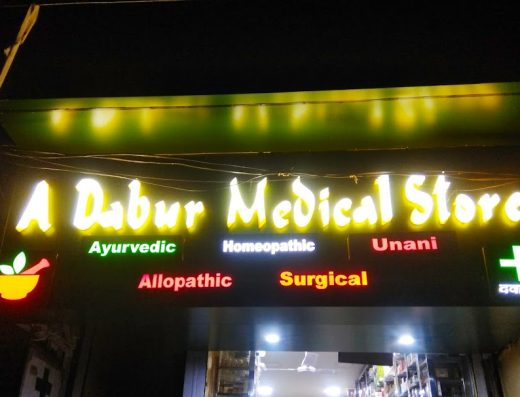 A Dabur Medical Store
Ayurvedic Homeopathic Unani
Allopathic Surgical